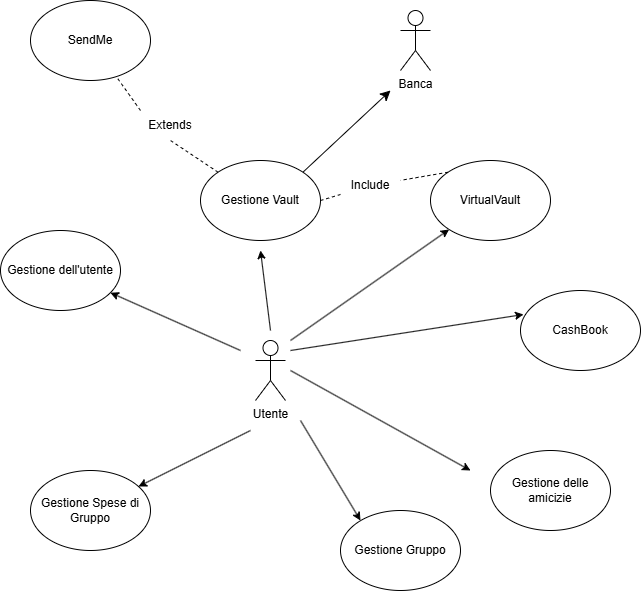 SendMe
Banca
Extends
Include
Gestione Vault
VirtualVault
Gestione dell'utente
CashBook
Utente
Gestione delle
amicizie
Gestione Spese di
Gruppo
Gestione Gruppo